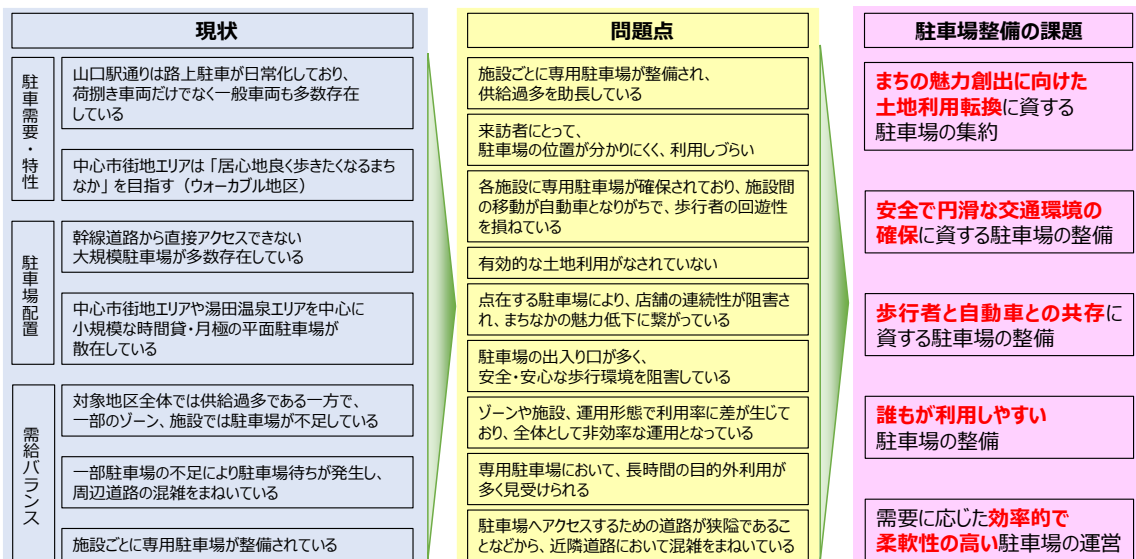 現状
駐車需要・特性
山口駅通りは路上駐車が日常化しており、
荷捌き車両だけでなく一般車両も多数存在
している
中心市街地エリアは「居心地良く歩きたくなるまち
なか」を目指す（ウォーカブル地区）
駐車場配置
幹線道路から直接アクセスできない
大規模駐車場が多数存在している
中心市街地エリアや湯田温泉エリアを中心に
小規模な時間貸・月極の平面駐車場が
散在している
需給バランス
対象地区全体では供給過多である一方で、
一部のゾーン、施設では駐車場が不足している
一部駐車場の不足により駐車場待ちが発生し、
周辺道路の混雑をまねいている
施設ごとに専用駐車場が整備されている
問題点
施設ごとに専用駐車場が整備され、
供給過多を助長している
来訪者にとって、
駐車場の位置が分かりにくく、利用しづらい
各施設に専用駐車場が確保されており、施設間
の移動が自動車となりがちで、歩行者の回遊性
を損ねている
有効的な土地利用がなされていない
点在する駐車場により、店舗の連続性が阻害さ
れ、まちなかの魅力低下に繋がっている
駐車場の出入り口が多く、
安全・安心な歩行環境を阻害している
ゾーンや施設、運用形態で利用率に差が生じて
おり、全体として非効率な運用となっている
専用駐車場において、長時間の目的外利用が
多く見受けられる
駐車場へアクセスするための道路が狭隘であるこ
となどから、近隣道路において混雑をまねいている
駐車場整備の課題
まちの魅力創出に向けた
土地利用転換に資する
駐車場の集約
安全で円滑な交通環境の
確保に資する駐車場の整備
歩行者と自動車との共存に
資する駐車場の整備
誰もが利用しやすい
駐車場の整備
需要に応じた効率的で
柔軟性の高い駐車場の運営